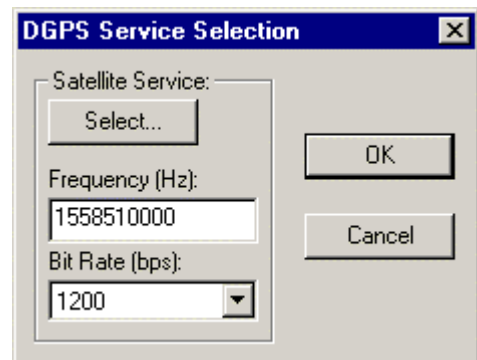 DGPS Service Selection
Satellite Service:
Select...
OK
Frequency (Hz):
1558510000
Cancel
Bit Rate (bps):
1200